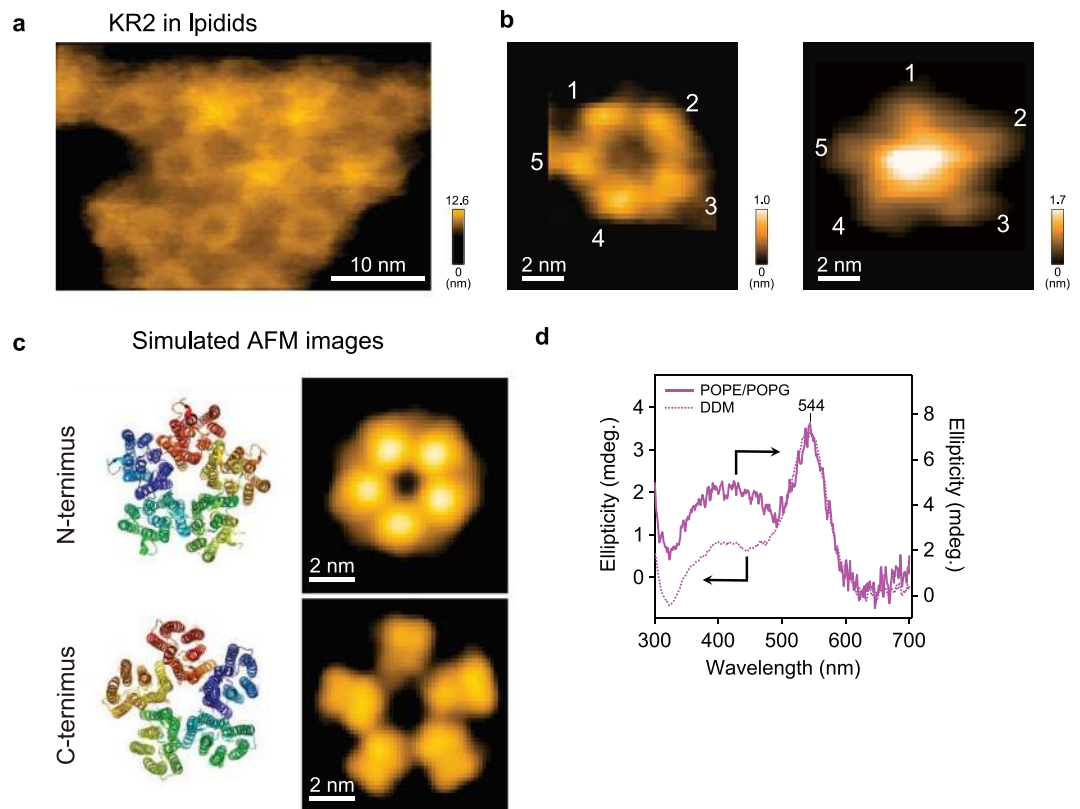 a
KR2 in Ipidids
12.6
0
(nm)
10 nm
b
1
2
3
4
5
2 nm
1.0
0
(nm)
1
2
3
4
5
2 nm
1.7
0
(nm)
c
Simulated AFM images
N-ternimus
2 nm
C-ternimus
2 nm
d
POPE/POPG
DDM
544
Ellipticity (mdeg.)
4
3
2
1
0
8
6
4
2
0
Ellipticity (mdeg.)
300 400 500 600 700
Wavelength (nm)